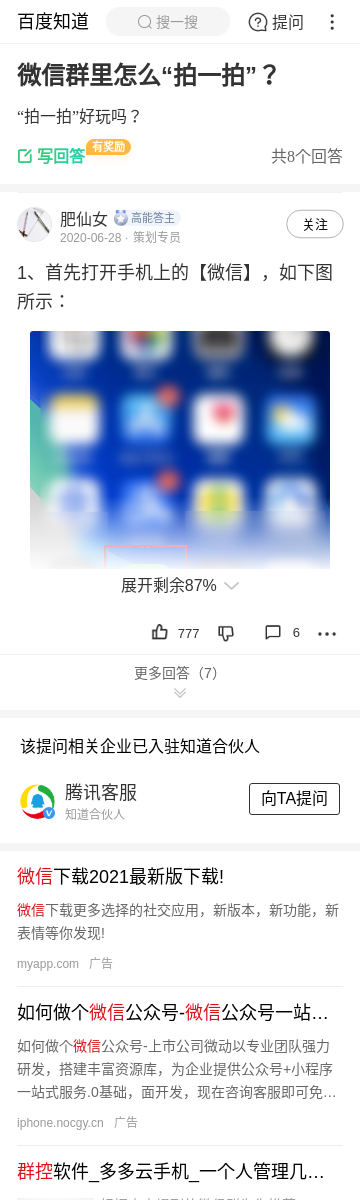 百度知道 搜一搜 提问
微信群里怎么“拍一拍”？
“拍一拍”好玩吗？
写回答 有奖励 共8个回答
肥仙女 高能答主
2020-06-28 · 策划专员
关注
1、首先打开手机上的【微信】，如下图
所示：
展开剩余87%
777 6
更多回答（7）
该提问相关企业已入驻知道合伙人
腾讯客服
知道合伙人
向TA提问
微信下载2021最新版下载!
微信下载更多选择的社交应用，新版本，新功能，新
表情等你发现!
myapp.com 广告
如何做个微信公众号-微信公众号一站…
如何做个微信公众号-上市公司微动以专业团队强力
研发，搭建丰富资源库，为企业提供公众号+小程序
一站式服务.0基础，面开发，现在咨询客服即可免…
iphone.nocgy.cn 广告
群控软件_多多云手机_一个人管理几…